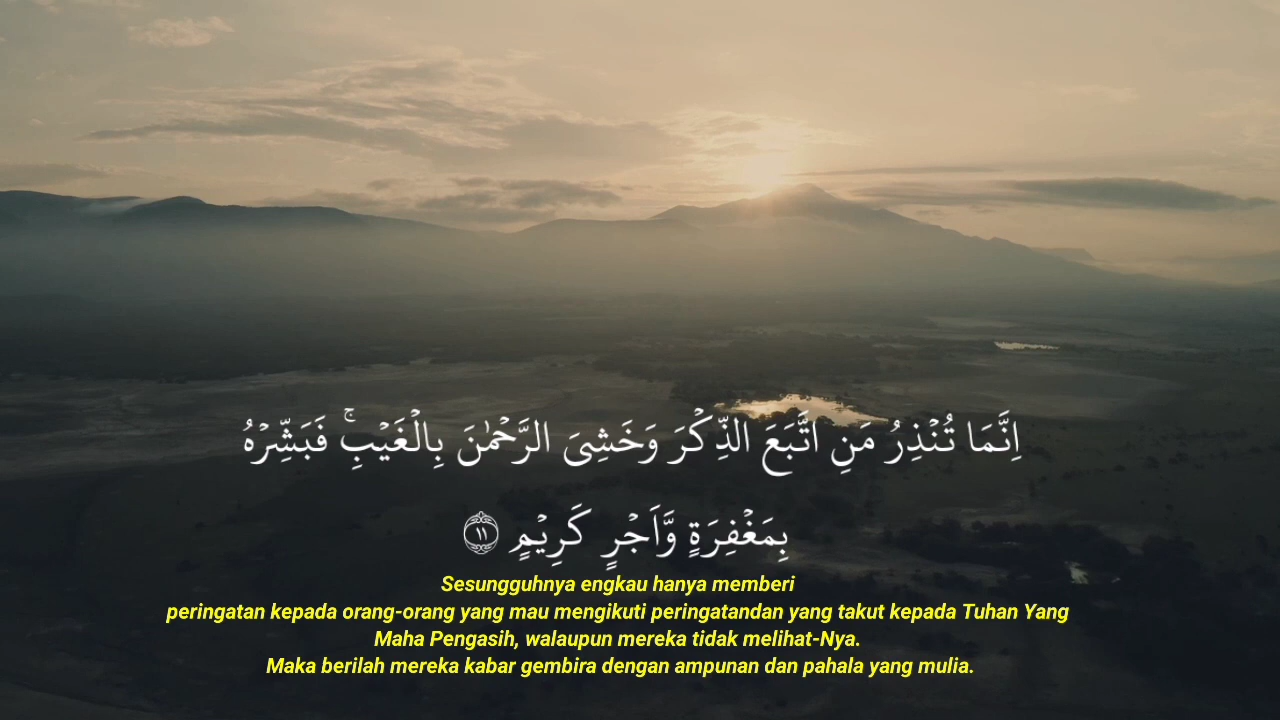 اِنَّمَا تُنْذِرُ مَنِ اتَّبَعَ الذِّكْرَ وَخَشِيَ الرَّحْمٰنَ بِالْغَيْبِۚ فَبَشِّرْهُ
بِمَغْفِرَةٍ وَّاَجْرٍ كَرِيْمٍ ١١
Sesungguhnya engkau hanya memberi
peringatan kepada orang-orang yang mau mengikuti peringatandan yang takut kepada Tuhan Yang
Maha Pengasih, walaupun mereka tidak melihat-Nya.
Maka berilah mereka kabar gembira dengan ampunan dan pahala yang mulia.